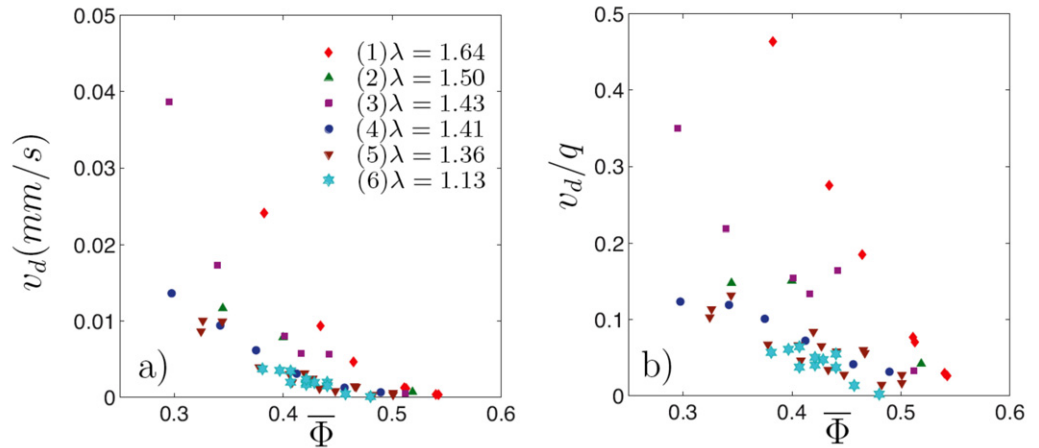 0.05
0.04
0.03
0.02
0.01
0
0.3
0.4
0.5
0.6
v_d(mm/s)
Φ̅
a)
(1)λ = 1.64
(2)λ = 1.50
(3)λ = 1.43
(4)λ = 1.41
(5)λ = 1.36
(6)λ = 1.13
0.5
0.4
0.3
0.2
0.1
0
0.3
0.4
0.5
0.6
v_d/q
Φ̅
b)